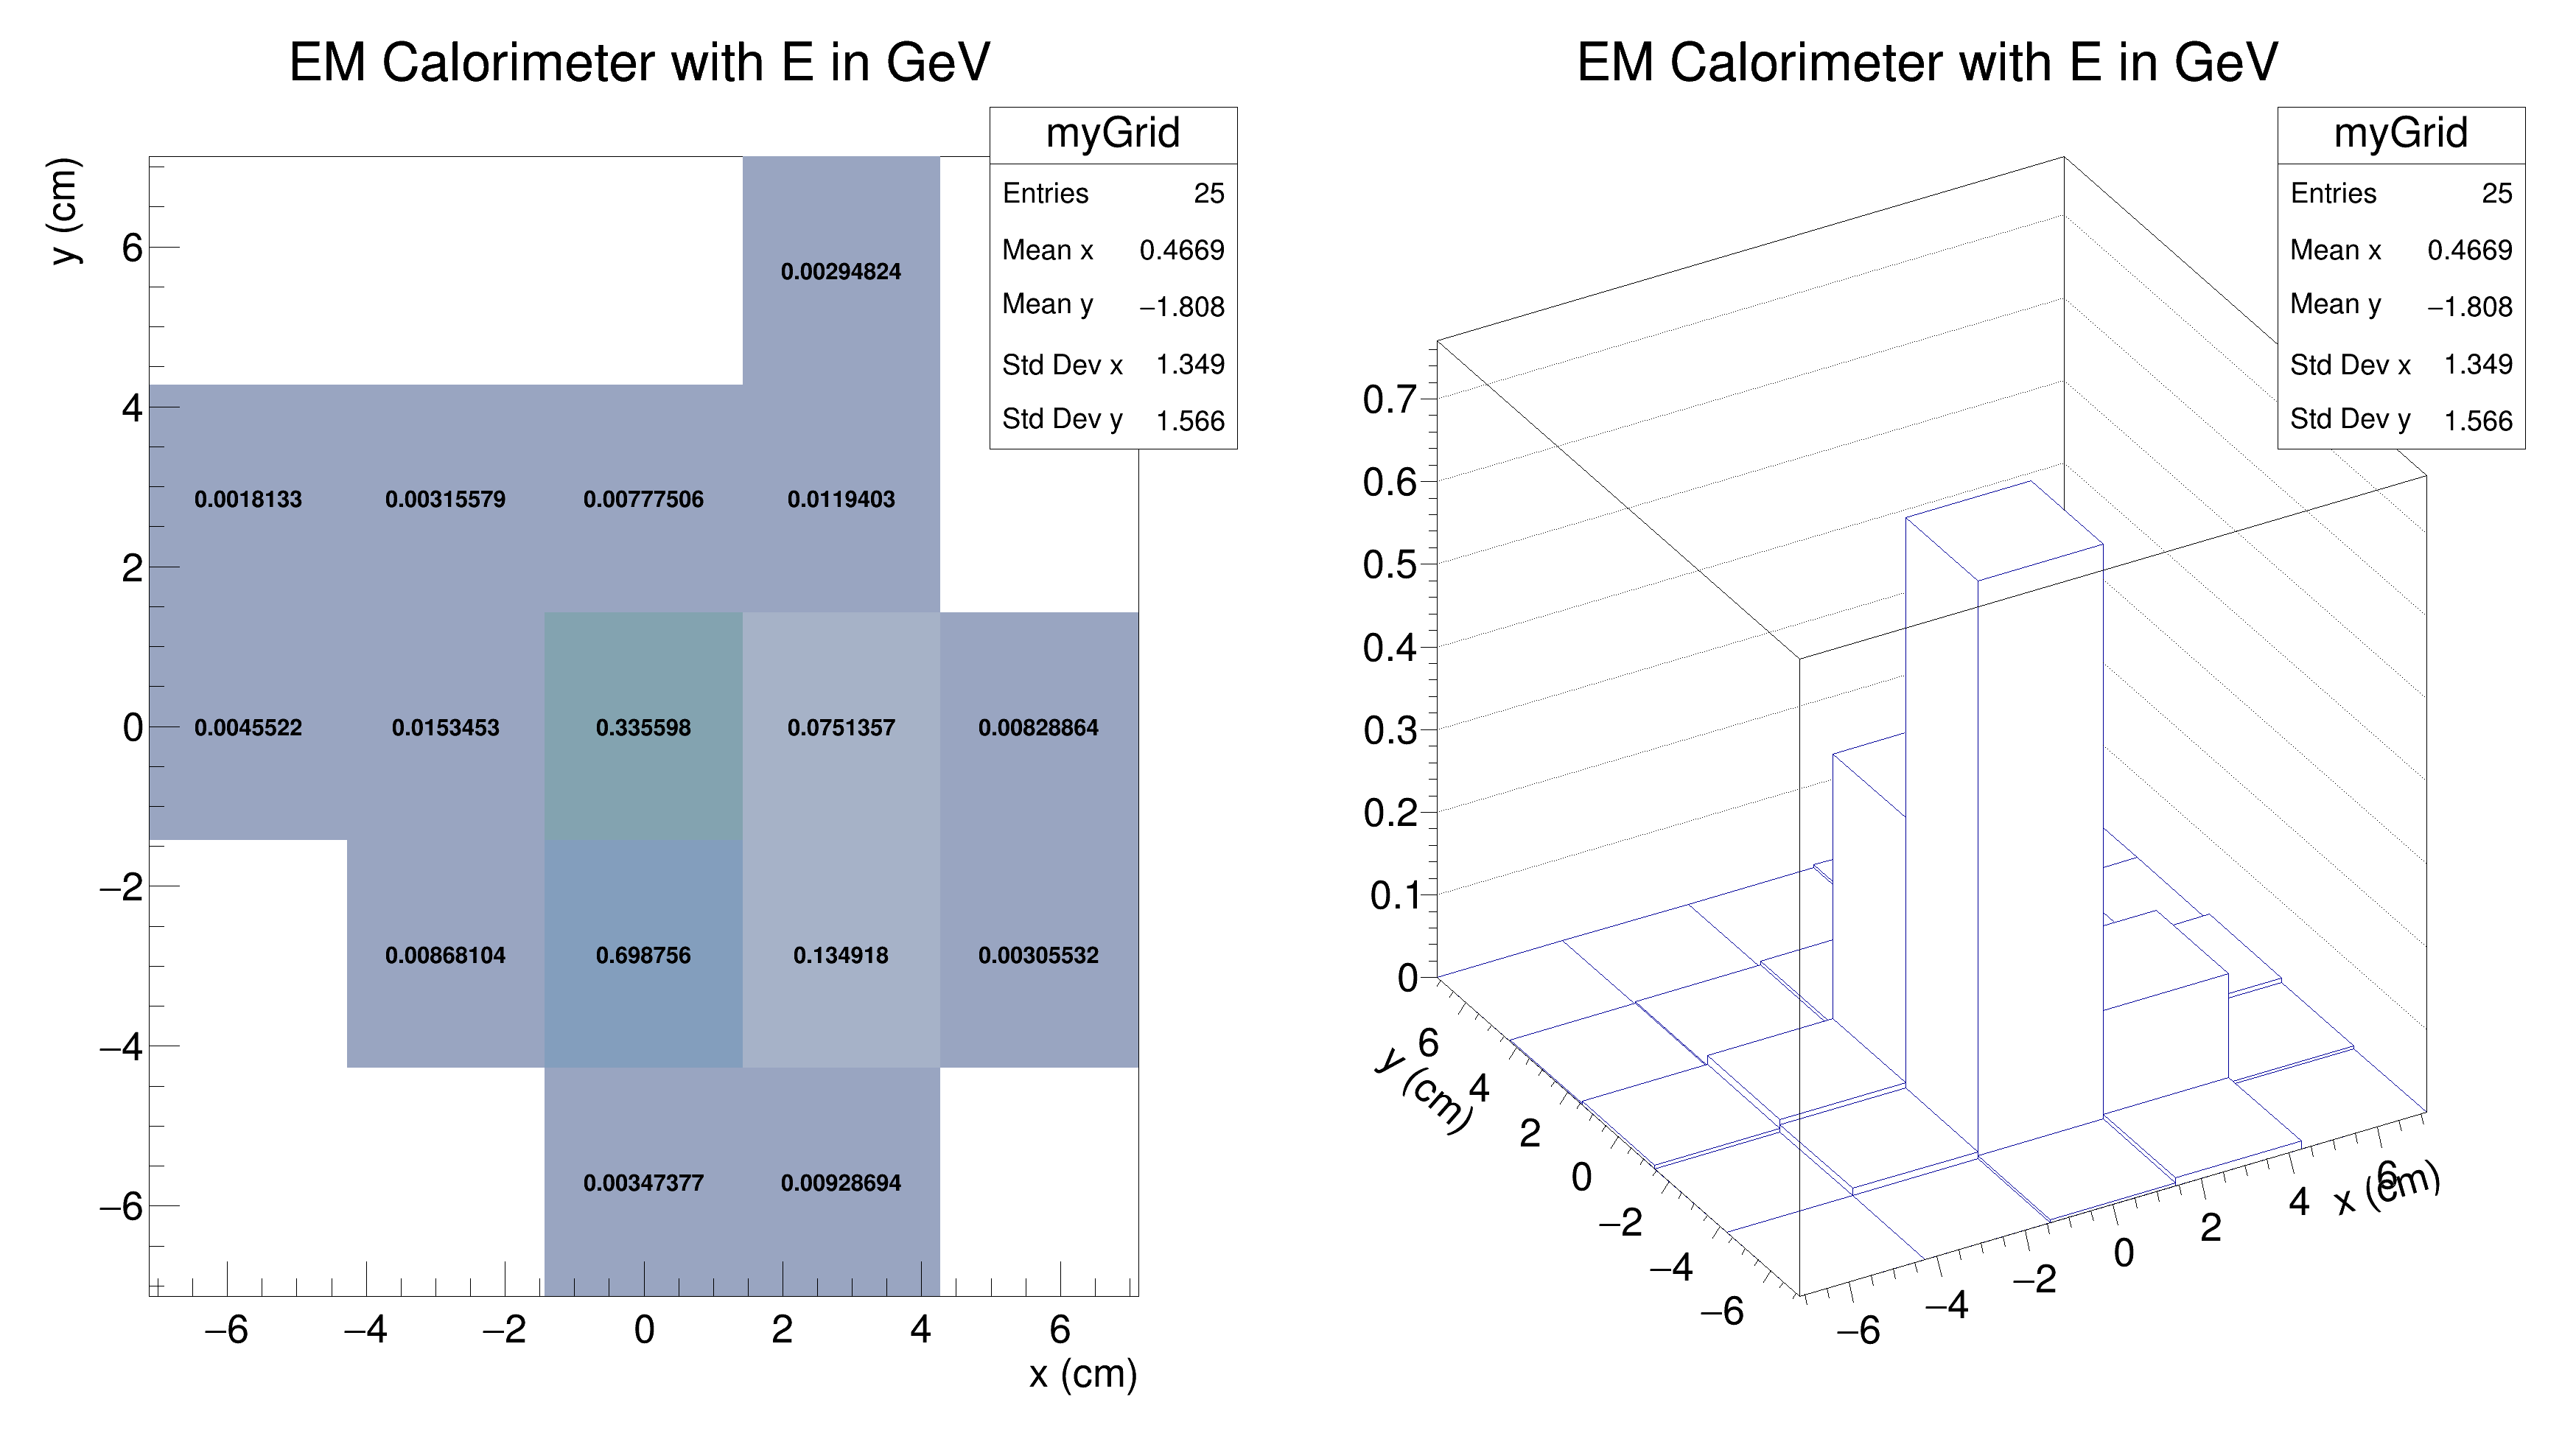 EM Calorimeter with E in GeV
myGrid
Entries 25
Mean x 0.4669
Mean y −1.808
Std Dev x 1.349
Std Dev y 1.566
y (cm)
6
4
2
0
−2
−4
−6
0.00294824
0.0018133 0.00315579 0.00777506 0.0119403
0.0045522 0.0153453 0.335598 0.0751357 0.00828864
0.00868104 0.698756 0.134918 0.00305532
0.00347377 0.00928694
−6 −4 −2 0 2 4 6
x (cm)
EM Calorimeter with E in GeV
myGrid
Entries 25
Mean x 0.4669
Mean y −1.808
Std Dev x 1.349
Std Dev y 1.566
0.7
0.6
0.5
0.4
0.3
0.2
0.1
0
y (cm)
6
4
2
0
−2
−4
−6
−6
−4
−2
0
2
4
6
x (cm)